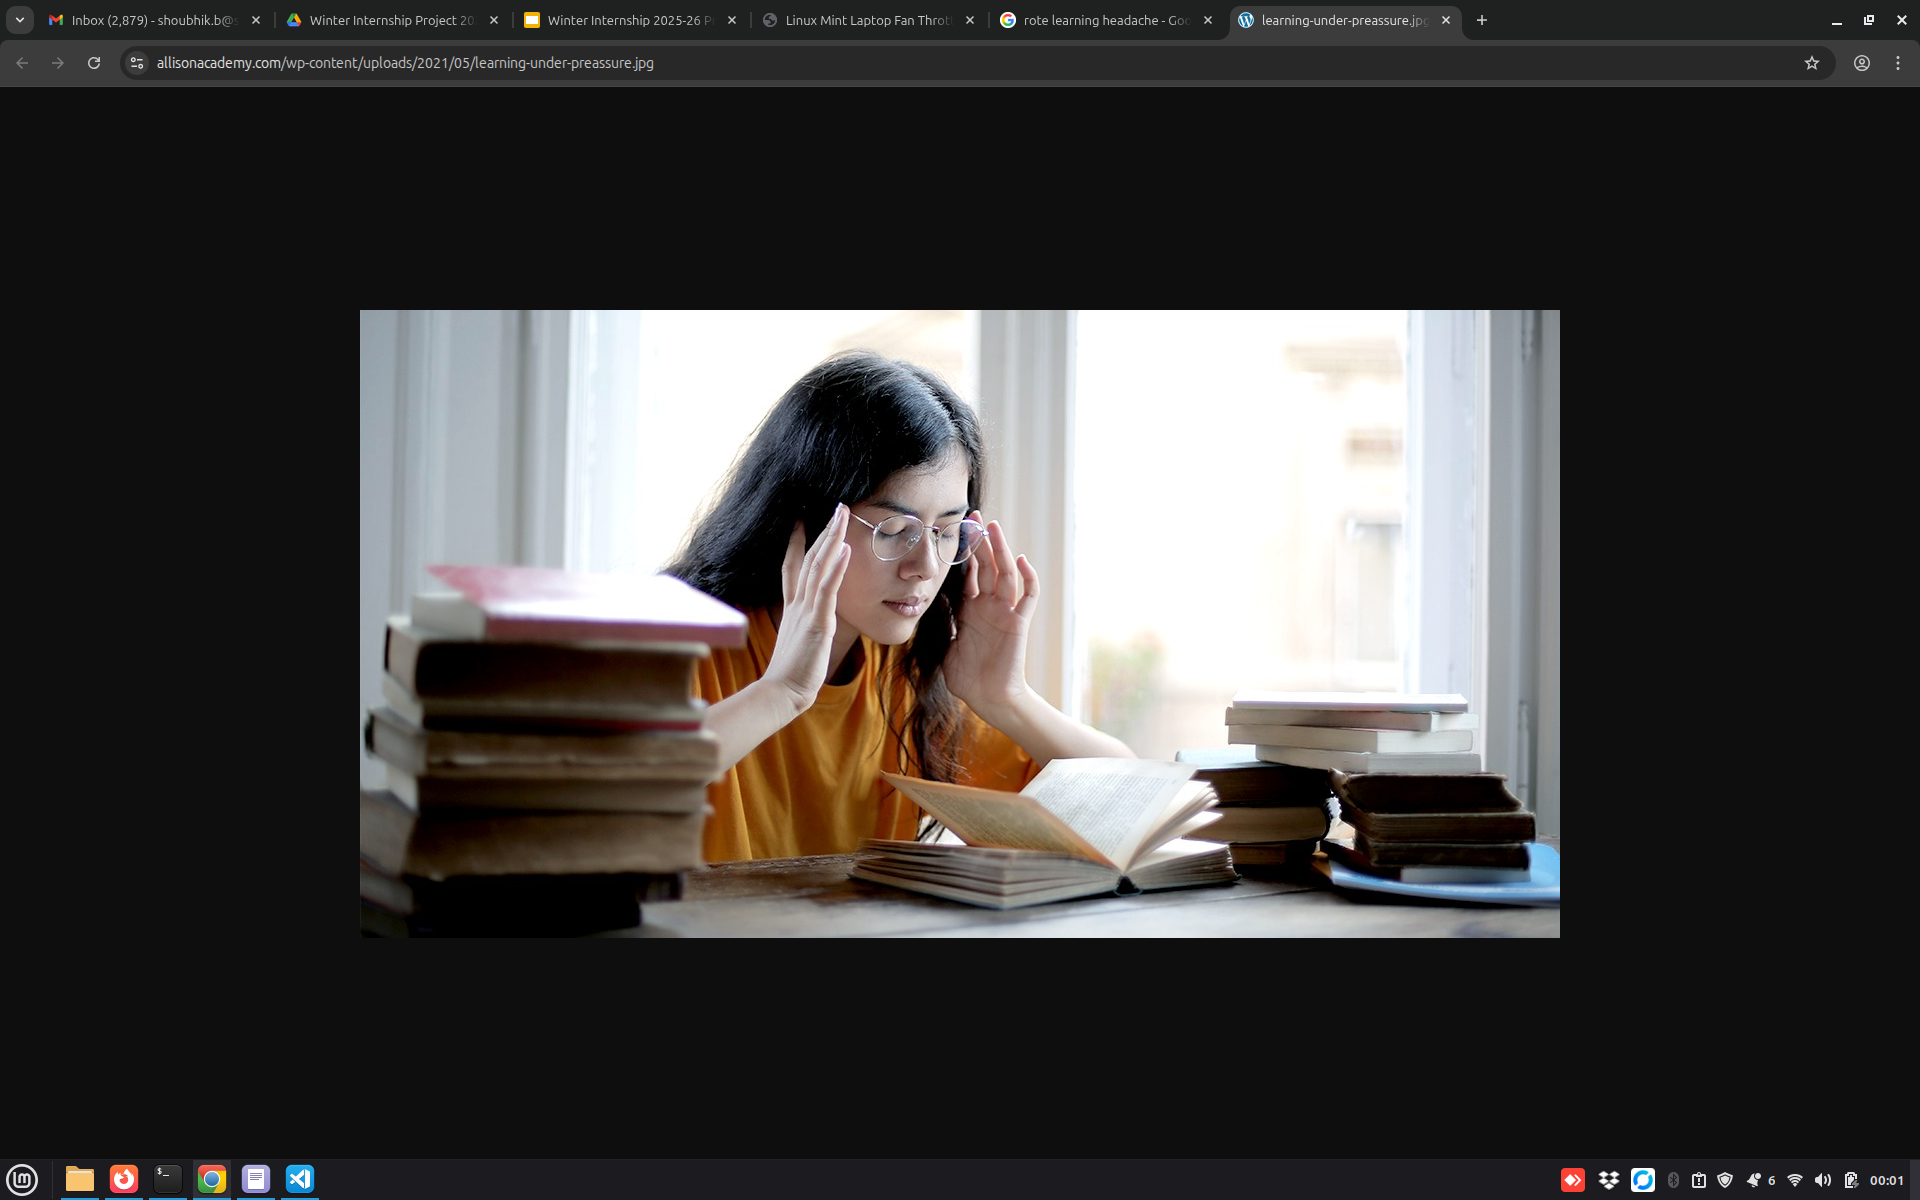 Inbox (2,879) - shoubhik.b@
Winter Internship Project 20
Winter Internship 2025-26 P
Linux Mint Laptop Fan Thrott
rote learning headache - Goo
learning-under-preassure.jpg
allisonacademy.com/wp-content/uploads/2021/05/learning-under-preassure.jpg
6
00:01